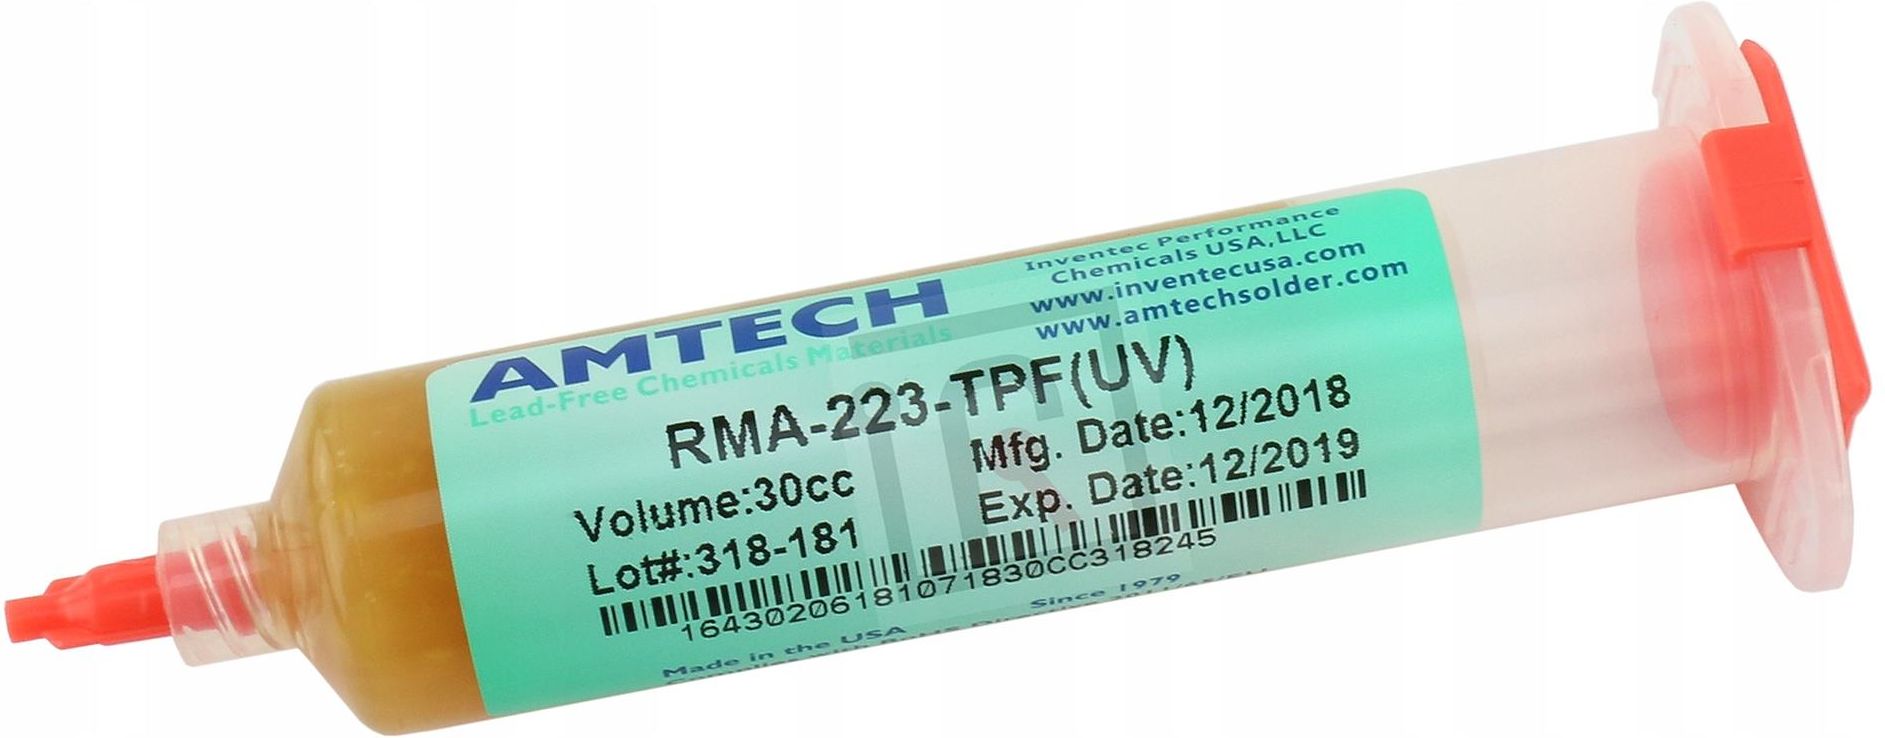 AMTECH
Lead-Free Chemicals Materials
Inventec Performance
Chemicals USA,LLC
www.inventecusa.com
www.amtechsolder.com
RMA-223-TPF(UV)
Volume:30cc
Mfg. Date:12/2018
Lot#:318-181
Exp. Date:12/2019
16430206181071830CC318245
Made in the USA
Since 1979